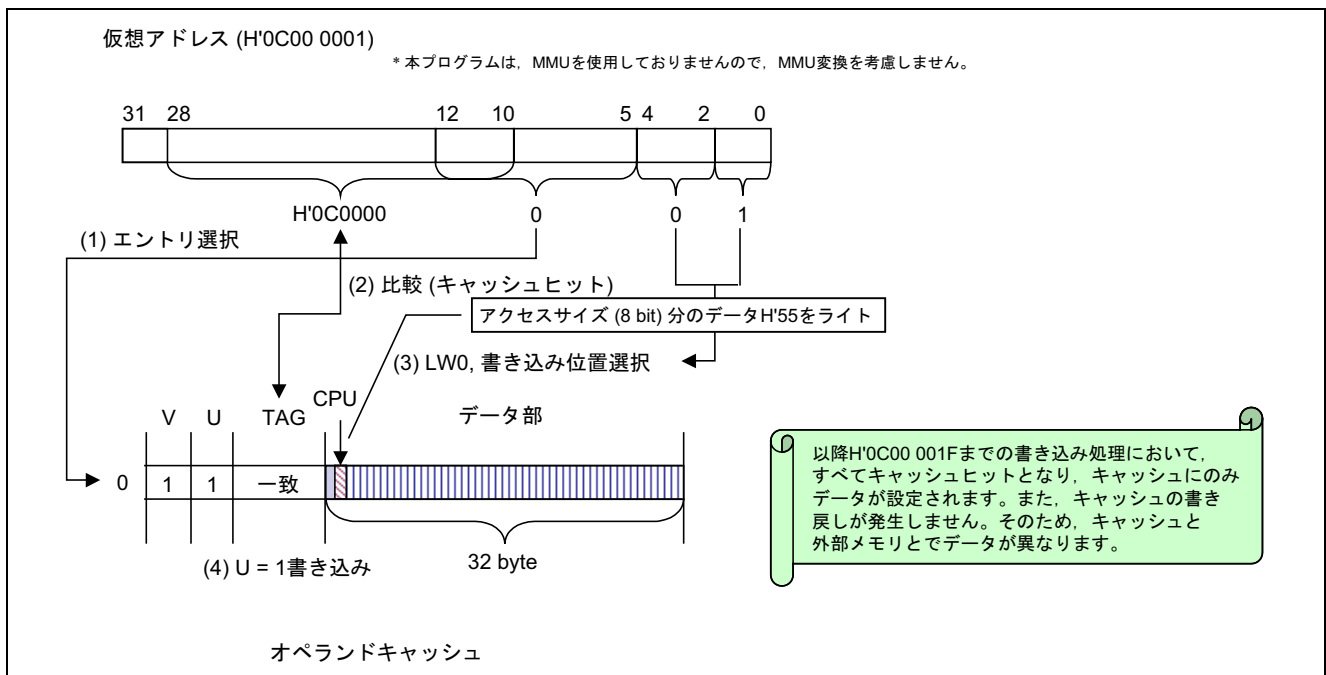 仮想アドレス (H'0C00 0001)
* 本プログラムは，MMUを使用しておりませんので，MMU変換を考慮しません。
31 28 12 10 5 4 2 0
H'0C0000 0 0 1
(1) エントリ選択
(2) 比較 (キャッシュヒット)
アクセスサイズ (8 bit) 分のデータH'55をライト
(3) LW0, 書き込み位置選択
CPU
V U TAG データ部
0 1 1 一致
(4) U = 1書き込み
32 byte
以降H'0C00 001Fまでの書き込み処理において，
すべてキャッシュヒットとなり，キャッシュにのみ
データが設定されます。また，キャッシュの書き
戻しが発生しません。そのため，キャッシュと
外部メモリとでデータが異なります。
オペランドキャッシュ